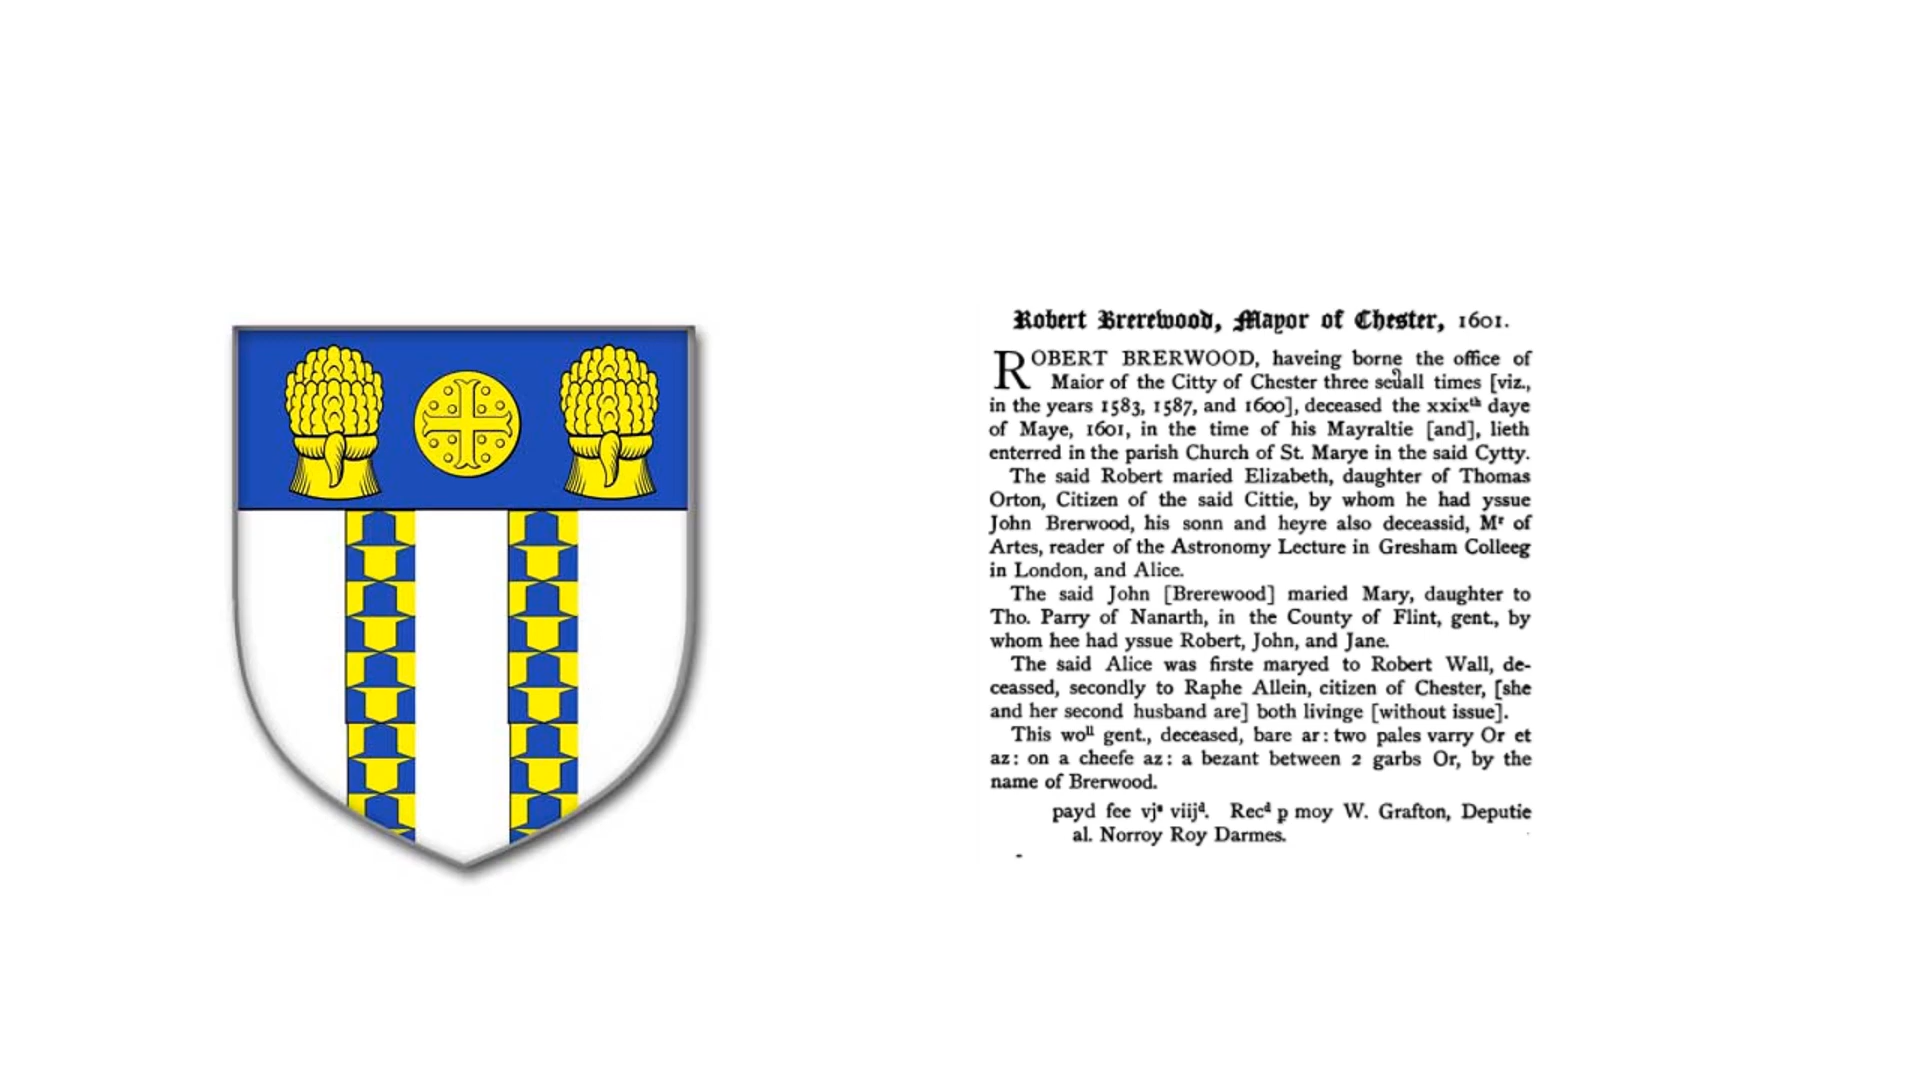 Robert Brerewood, Mayor of Chester, 1601.
ROBERT BRERWOOD, haveing borne the office of
Maior of the Citty of Chester three seu̾all times [viz.,
in the years 1583, 1587, and 1600], deceased the xxixᵗʰ daye
of Maye, 1601, in the time of his Mayraltie [and], lieth
enterred in the parish Church of St. Marye in the said Cytty.
The said Robert maried Elizabeth, daughter of Thomas
Orton, Citizen of the said Cittie, by whom he had yssue
John Brerwood, his sonn and heyre also deceassid, Mʳ of
Artes, reader of the Astronomy Lecture in Gresham Colleeg
in London, and Alice.
The said John [Brerewood] maried Mary, daughter to
Tho. Parry of Nanarth, in the County of Flint, gent., by
whom hee had yssue Robert, John, and Jane.
The said Alice was firste maryed to Robert Wall, de-
ceassed, secondly to Raphe Allein, citizen of Chester, [she
and her second husband are] both livinge [without issue].
This woˡˡ gent., deceased, bare ar: two pales varry Or et
az: on a cheefe az: a bezant between 2 garbs Or, by the
name of Brerwood.
payd fee vjˢ viijᵈ. Recᵈ p moy W. Grafton, Deputie
al. Norroy Roy Darmes.